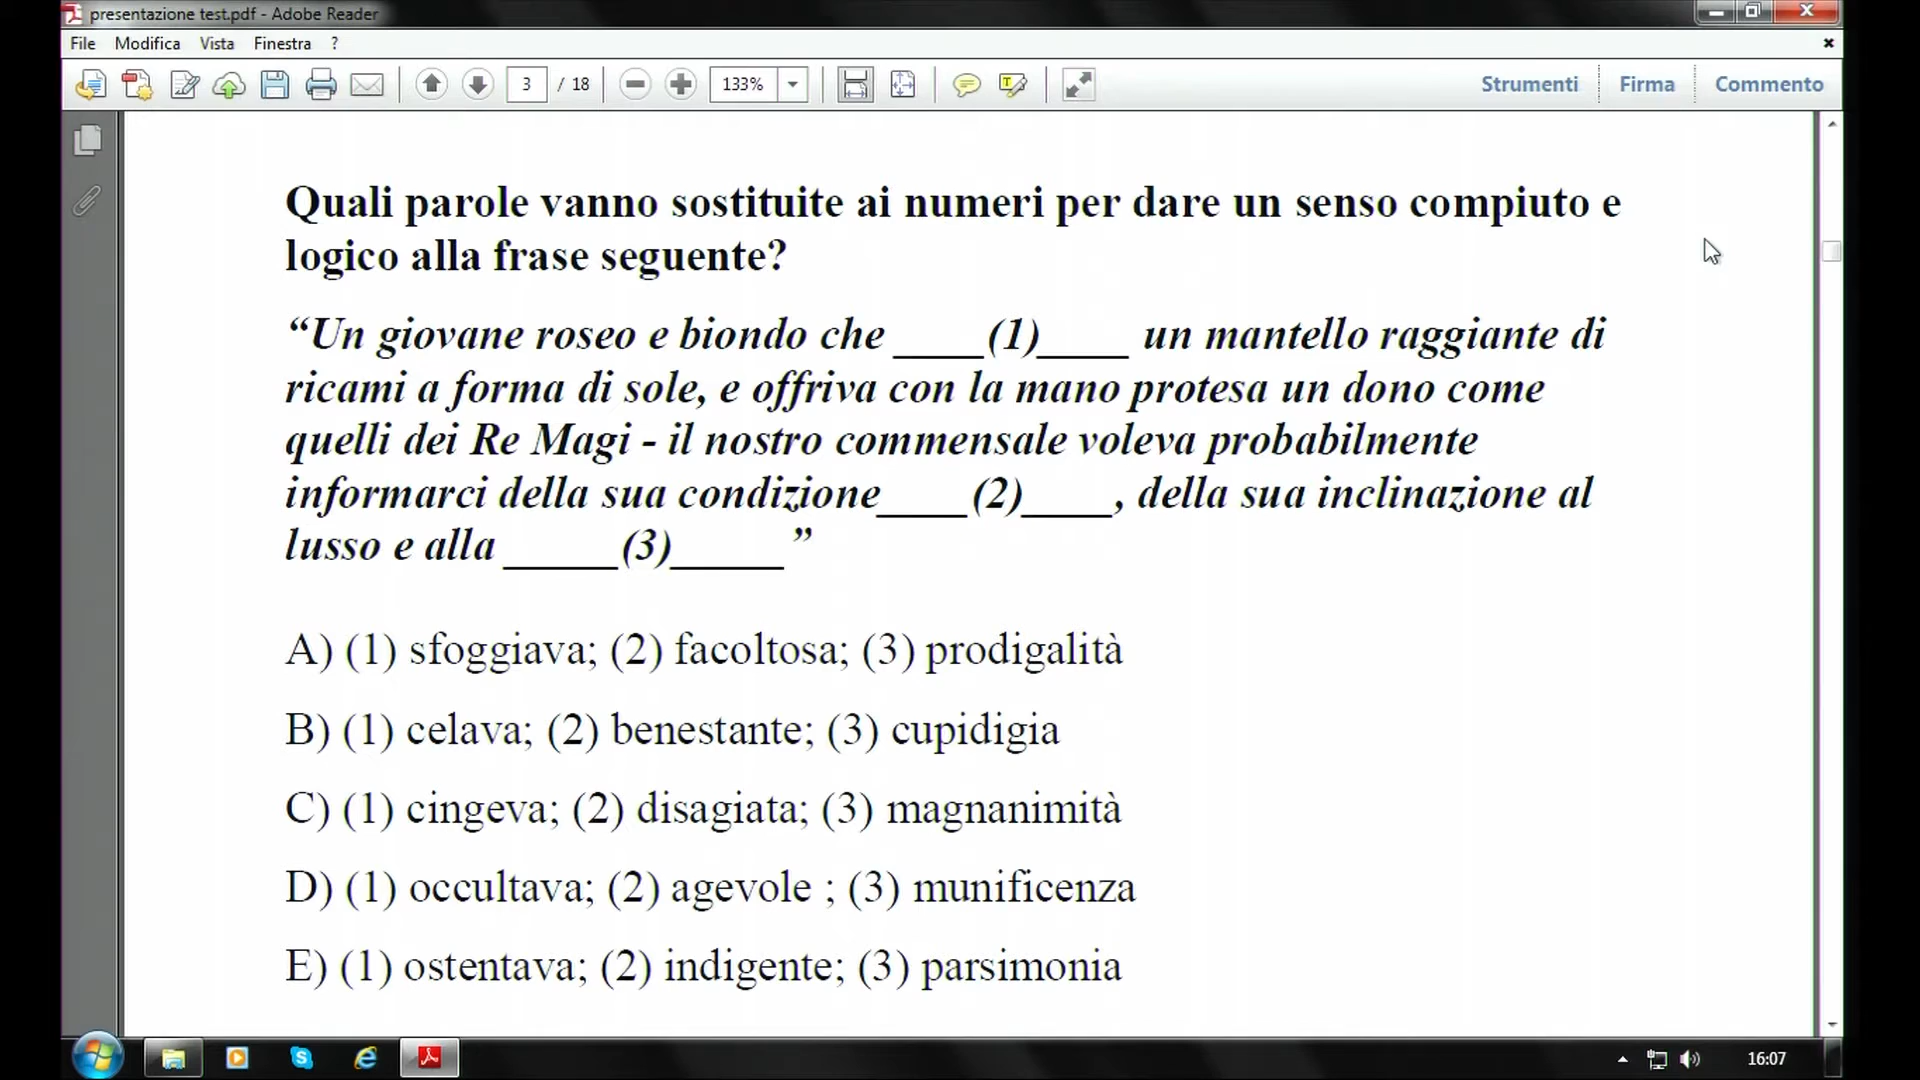 presentazione test.pdf - Adobe Reader
File Modifica Vista Finestra ?
3 / 18 133% Strumenti Firma Commento
Quali parole vanno sostituite ai numeri per dare un senso compiuto e
logico alla frase seguente?
“Un giovane roseo e biondo che ____(1)____ un mantello raggiante di
ricami a forma di sole, e offriva con la mano protesa un dono come
quelli dei Re Magi - il nostro commensale voleva probabilmente
informarci della sua condizione____(2)____, della sua inclinazione al
lusso e alla _____(3)_____ ”
A) (1) sfoggiava; (2) facoltosa; (3) prodigalità
B) (1) celava; (2) benestante; (3) cupidigia
C) (1) cingeva; (2) disagiata; (3) magnanimità
D) (1) occultava; (2) agevole ; (3) munificenza
E) (1) ostentava; (2) indigente; (3) parsimonia
16:07